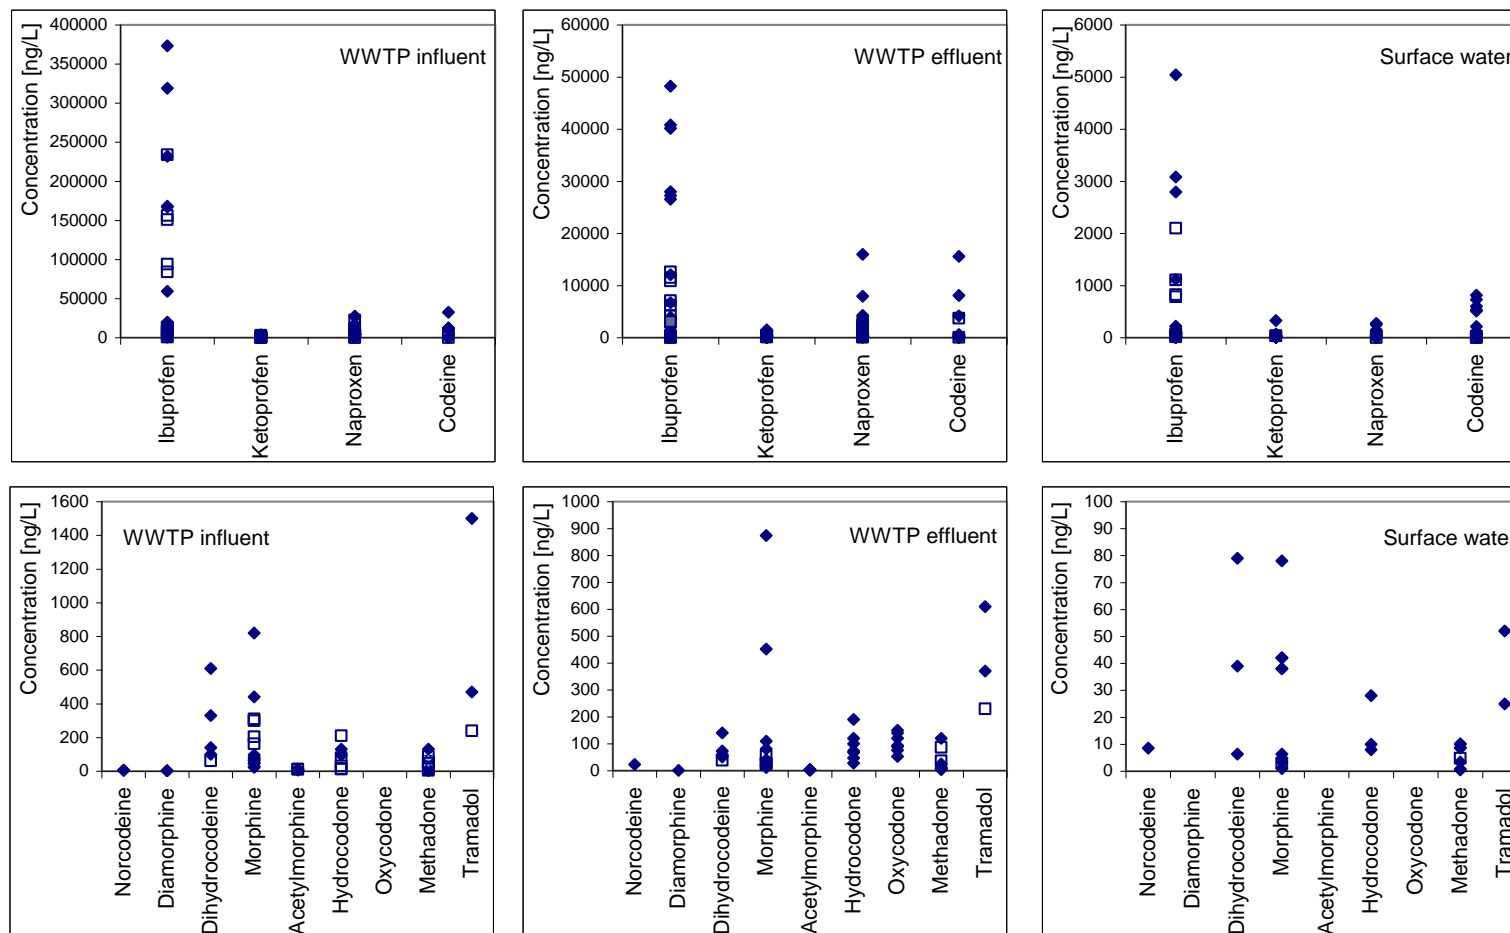 WWTP influent
Concentration [ng/L]
400000
350000
300000
250000
200000
150000
100000
50000
0
Ibuprofen
Ketoprofen
Naproxen
Codeine
WWTP effluent
Concentration [ng/L]
60000
50000
40000
30000
20000
10000
0
Ibuprofen
Ketoprofen
Naproxen
Codeine
Surface water
Concentration [ng/L]
6000
5000
4000
3000
2000
1000
0
Ibuprofen
Ketoprofen
Naproxen
Codeine
WWTP influent
Concentration [ng/L]
1600
1400
1200
1000
800
600
400
200
0
Norcodeine
Diamorphine
Dihydrocodeine
Morphine
Acetylmorphine
Hydrocodone
Oxycodone
Methadone
Tramadol
WWTP effluent
Concentration [ng/L]
1000
900
800
700
600
500
400
300
200
100
0
Norcodeine
Diamorphine
Dihydrocodeine
Morphine
Acetylmorphine
Hydrocodone
Oxycodone
Methadone
Tramadol
Surface wate
Concentration [ng/L]
100
90
80
70
60
50
40
30
20
10
0
Norcodeine
Diamorphine
Dihydrocodeine
Morphine
Acetylmorphine
Hydrocodone
Oxycodone
Methadone
Tramadol